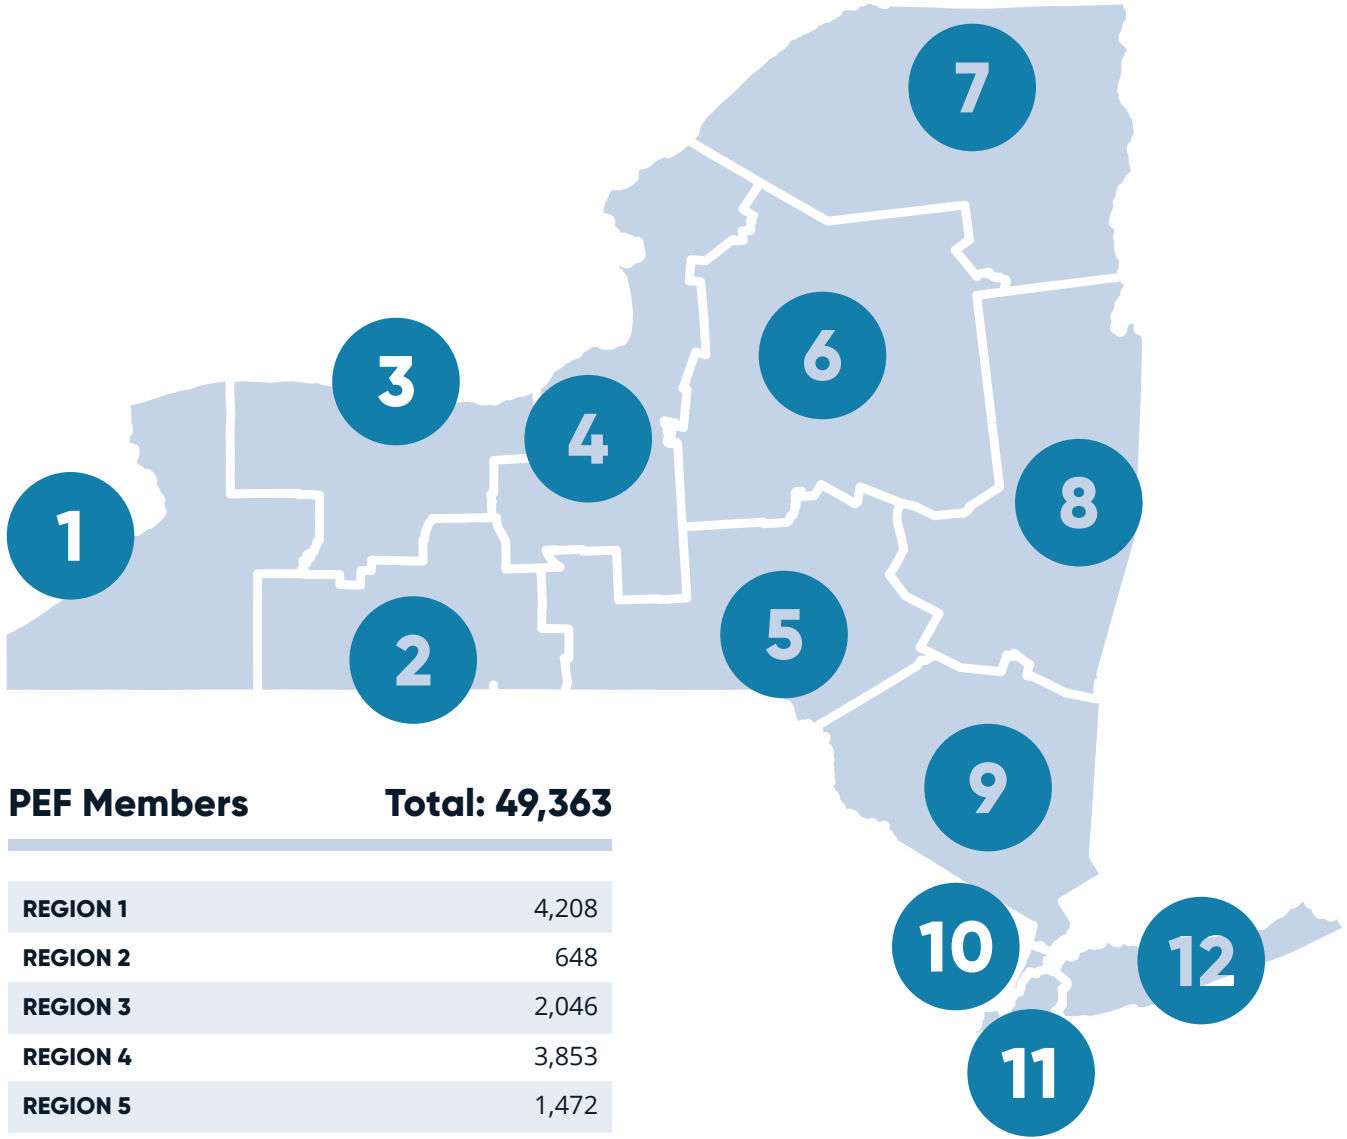 7
6
3
4
8
1
5
2
9
PEF Members Total: 49,363
REGION 1 4,208
REGION 2 648
REGION 3 2,046
REGION 4 3,853
REGION 5 1,472
10
12
11